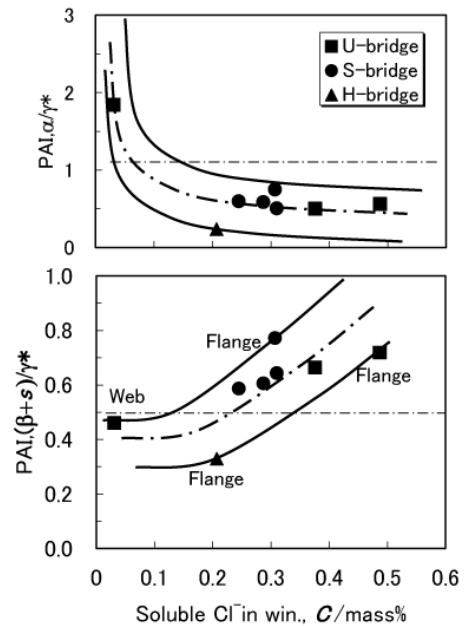 3
2
1
0
PAI,α/γ*
U-bridge
S-bridge
H-bridge
1.0
0.8
0.6
0.4
0.2
0.0
PAI,(β+s)/γ*
Flange
Web
Flange
Flange
0 0.1 0.2 0.3 0.4 0.5 0.6
Soluble Cl⁻in win., C/mass%